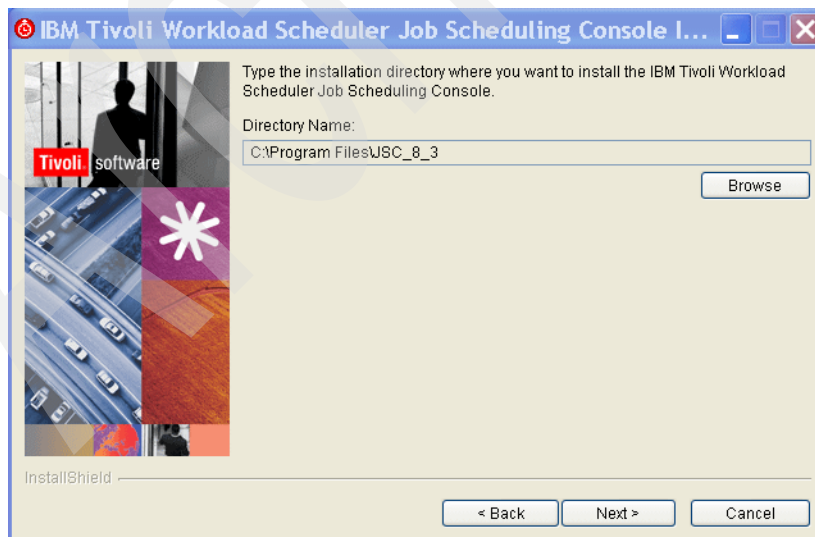 IBM Tivoli Workload Scheduler Job Scheduling Console I...
Type the installation directory where you want to install the IBM Tivoli Workload
Scheduler Job Scheduling Console.
Directory Name:
C:\Program Files\JSC_8_3
Browse
Tivoli software
InstallShield
< Back Next > Cancel